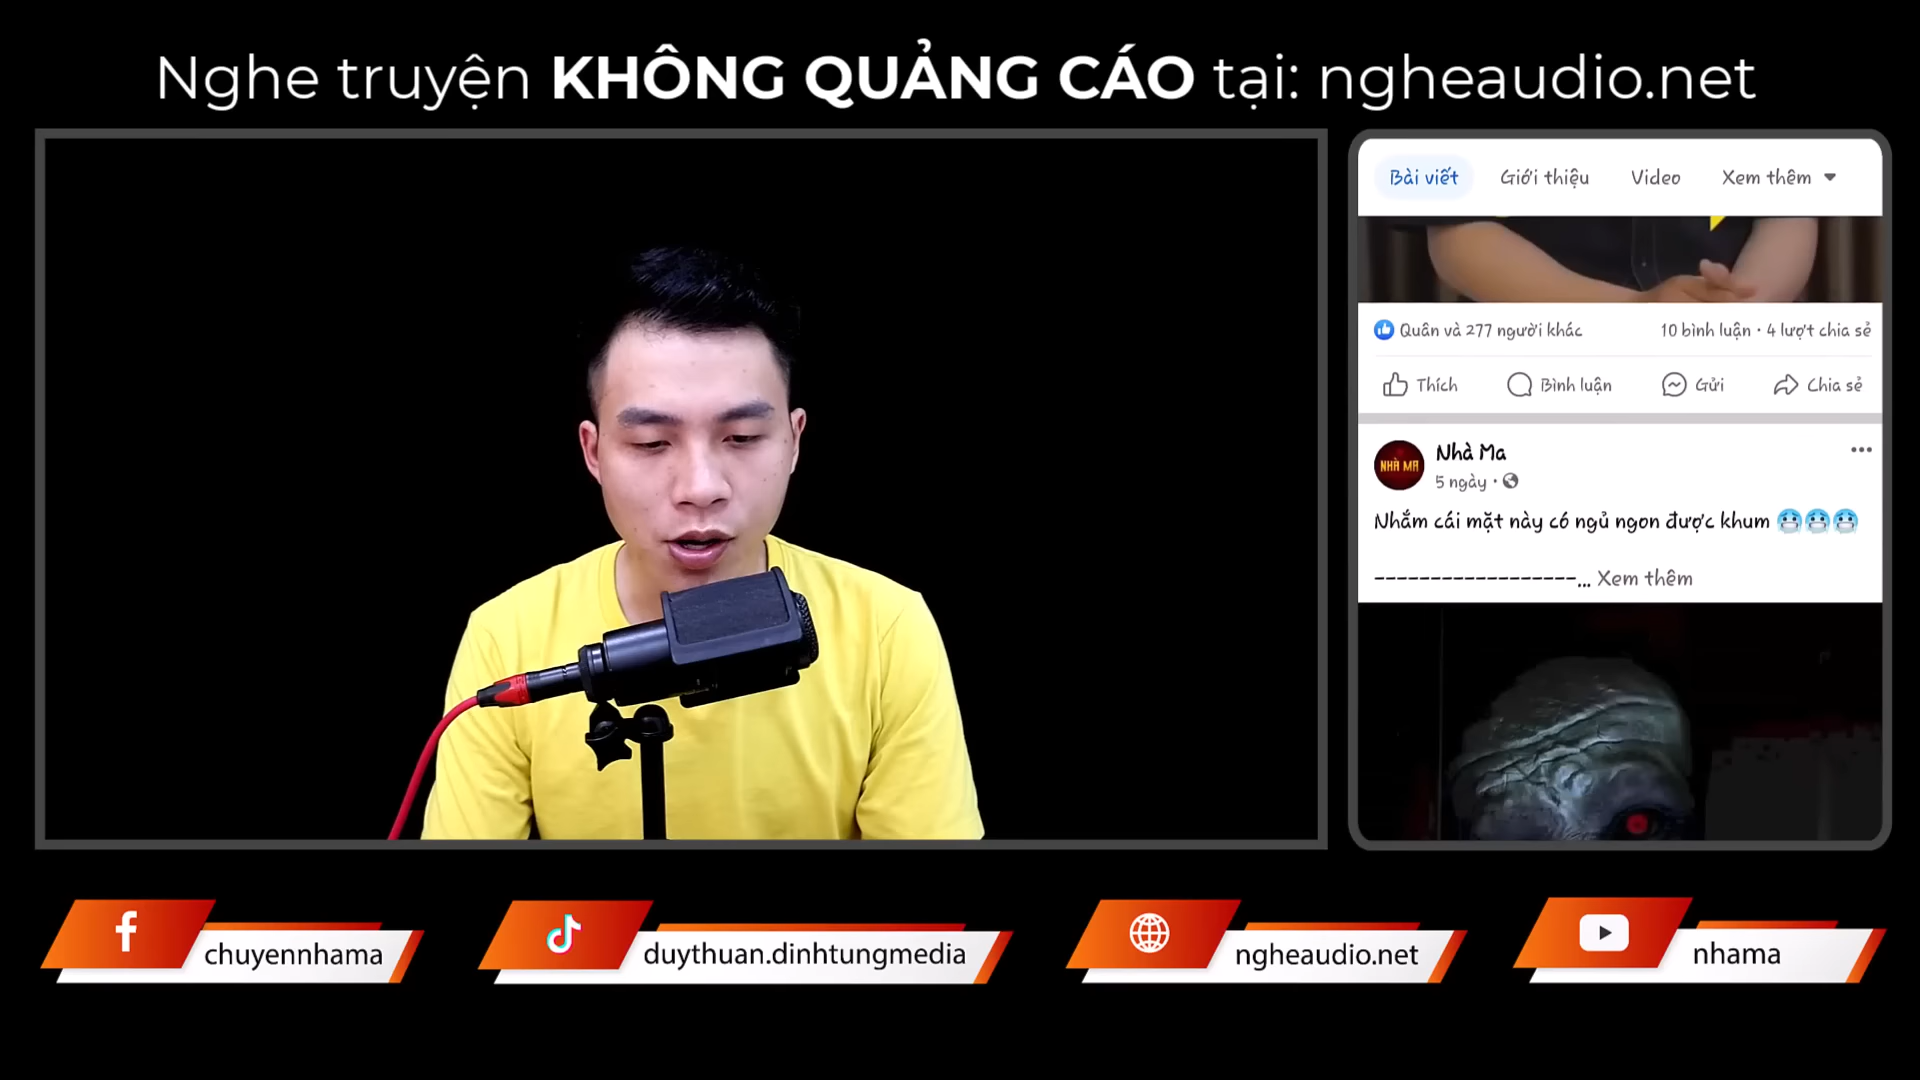 Nghe truyện KHÔNG QUẢNG CÁO tại: ngheaudio.net
Bài viết Giới thiệu Video Xem thêm
Quân và 277 người khác 10 bình luận · 4 lượt chia sẻ
Thích Bình luận Gửi Chia sẻ
NHÀ MA
Nhà Ma
5 ngày ·
Nhắm cái mặt này có ngủ ngon được khum 🥶🥶🥶
------------------... Xem thêm
chuyennhama
duythuan.dinhtungmedia
ngheaudio.net
nhama